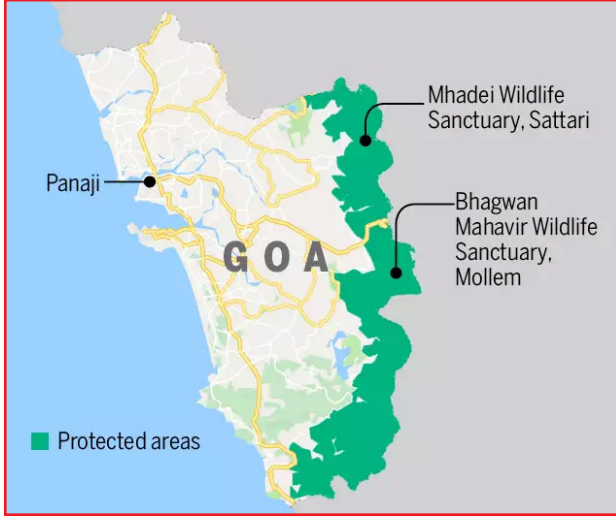 Mhadei Wildlife
Sanctuary, Sattari
Panaji
Bhagwan
Mahavir Wildlife
Sanctuary,
Mollem
GOA
Protected areas